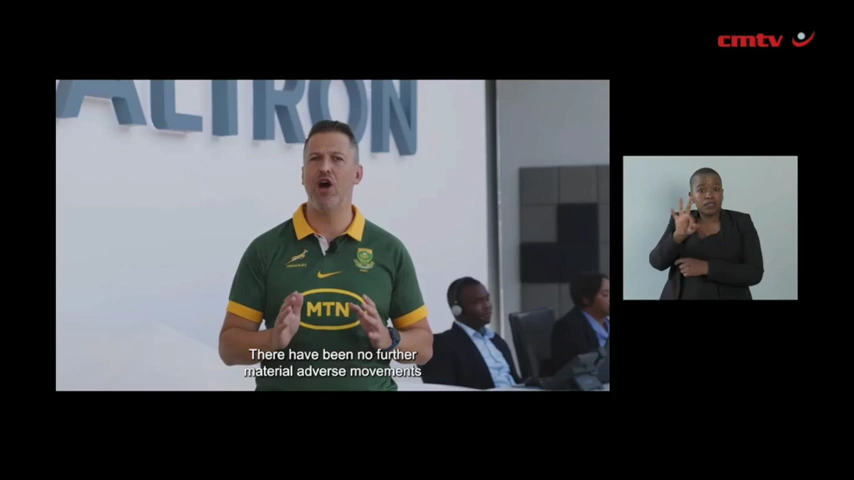 cmtv
ALTRON
MTN
There have been no further
material adverse movements